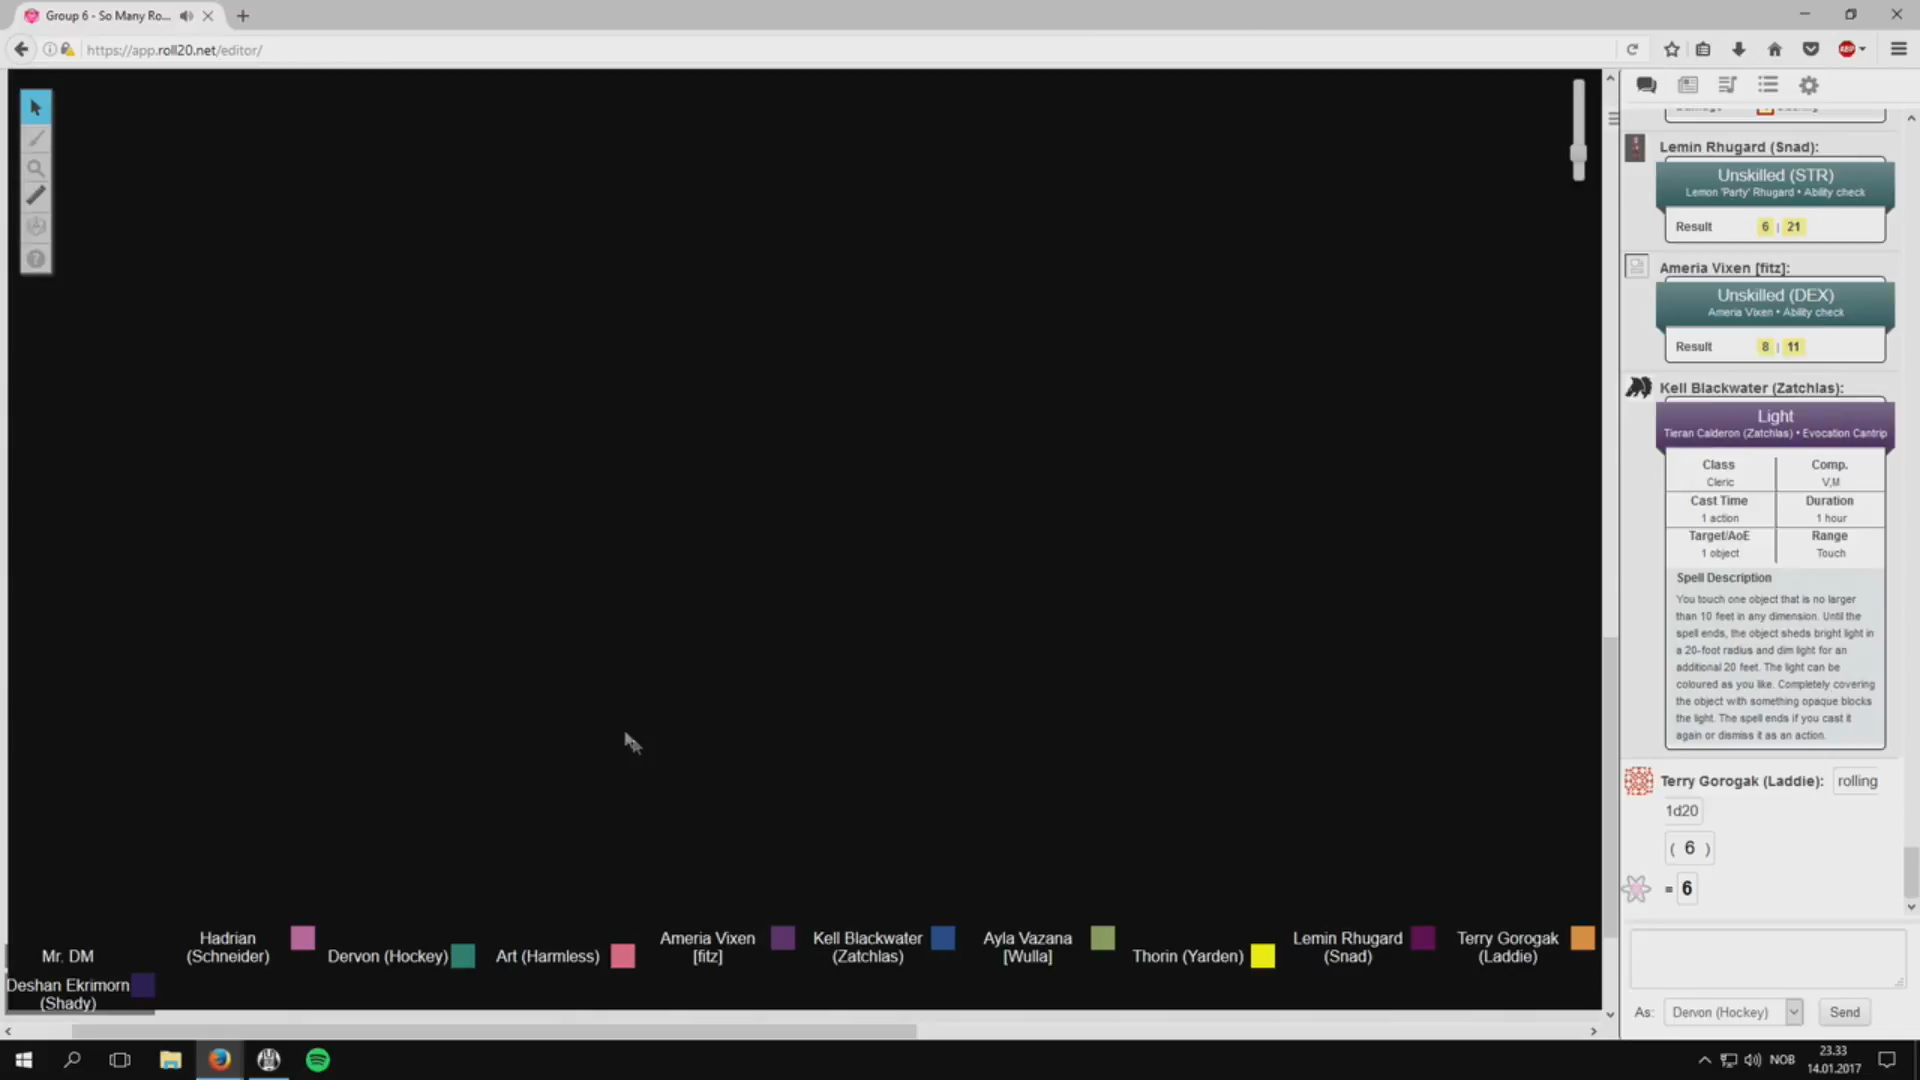 Group 6 - So Many Ro...
https://app.roll20.net/editor/
ABP
Lemin Rhugard (Snad):
Unskilled (STR)
Lemon 'Party' Rhugard • Ability check
Result 6 | 21
Ameria Vixen [fitz]:
Unskilled (DEX)
Ameria Vixen • Ability check
Result 8 | 11
Kell Blackwater (Zatchlas):
Light
Tieran Calderon (Zatchlas) • Evocation Cantrip
Class Comp.
Cleric V,M
Cast Time Duration
1 action 1 hour
Target/AoE Range
1 object Touch
Spell Description
You touch one object that is no larger
than 10 feet in any dimension. Until the
spell ends, the object sheds bright light in
a 20-foot radius and dim light for an
additional 20 feet. The light can be
coloured as you like. Completely covering
the object with something opaque blocks
the light. The spell ends if you cast it
again or dismiss it as an action.
Terry Gorogak (Laddie): rolling
1d20
( 6 )
= 6
Mr. DM
Hadrian
(Schneider)
Dervon (Hockey)
Art (Harmless)
Ameria Vixen
[fitz]
Kell Blackwater
(Zatchlas)
Ayla Vazana
[Wulla]
Thorin (Yarden)
Lemin Rhugard
(Snad)
Terry Gorogak
(Laddie)
Deshan Ekrimorn
(Shady)
As: Dervon (Hockey) Send
NOB
23.33
14.01.2017